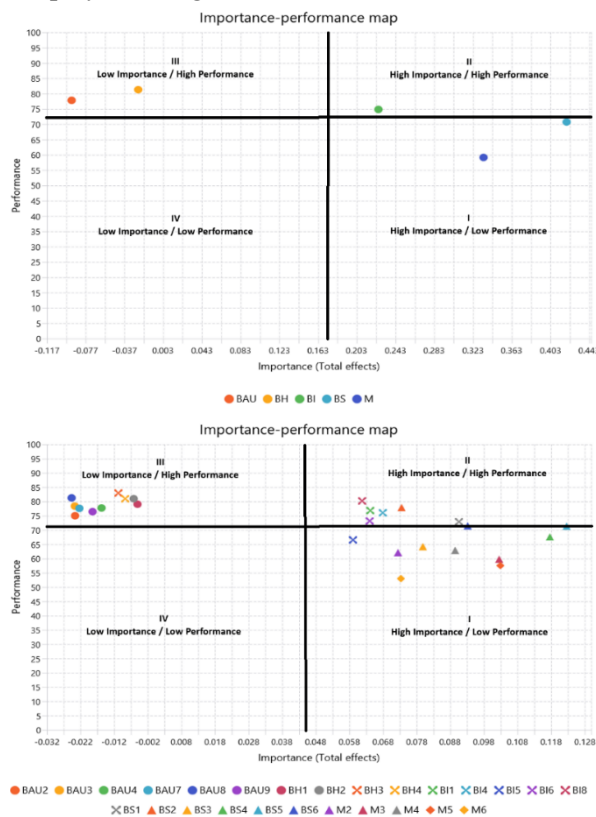 Importance-performance map
100
95
90
85
80
75
70
65
60
55
50
45
40
35
30
25
20
15
10
5
0
Performance
III
Low Importance / High Performance
II
High Importance / High Performance
IV
Low Importance / Low Performance
I
High Importance / Low Performance
-0.117 -0.077 -0.037 0.003 0.043 0.083 0.123 0.163 0.203 0.243 0.283 0.323 0.363 0.403 0.443
Importance (Total effects)
BAU BH BI BS M
Importance-performance map
100
95
90
85
80
75
70
65
60
55
50
45
40
35
30
25
20
15
10
5
0
Performance
III
Low Importance / High Performance
II
High Importance / High Performance
IV
Low Importance / Low Performance
I
High Importance / Low Performance
-0.032 -0.022 -0.012 -0.002 0.008 0.018 0.028 0.038 0.048 0.058 0.068 0.078 0.088 0.098 0.108 0.118 0.128
Importance (Total effects)
BAU2 BAU3 BAU4 BAU7 BAU8 BAU9 BH1 BH2 BH3 BH4 BI1 BI4 BI5 BI6 BI8
BS1 BS2 BS3 BS4 BS5 BS6 M2 M3 M4 M5 M6